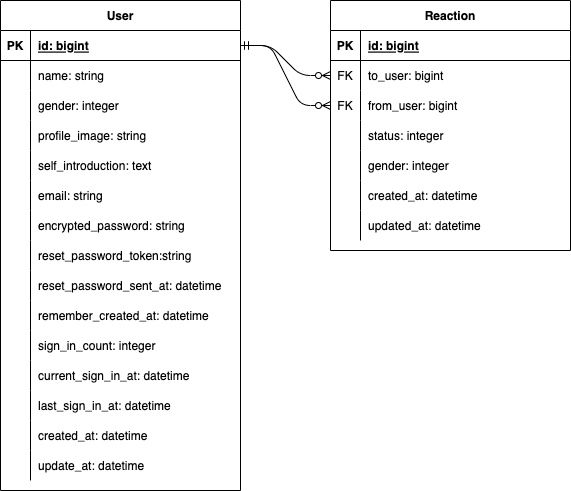 User
PK id: bigint
name: string
gender: integer
profile_image: string
self_introduction: text
email: string
encrypted_password: string
reset_password_token:string
reset_password_sent_at: datetime
remember_created_at: datetime
sign_in_count: integer
current_sign_in_at: datetime
last_sign_in_at: datetime
created_at: datetime
update_at: datetime
Reaction
PK id: bigint
FK to_user: bigint
FK from_user: bigint
status: integer
gender: integer
created_at: datetime
updated_at: datetime